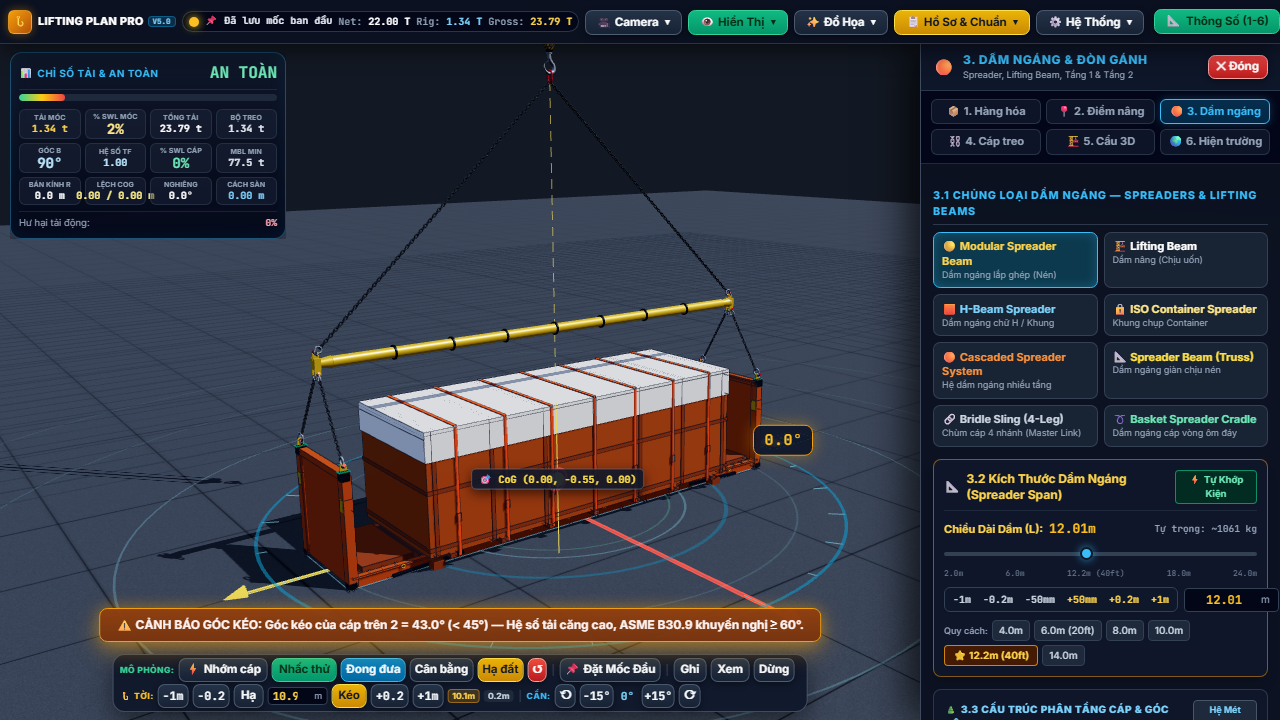 LIFTING PLAN PRO V5.0
Đã lưu mốc ban đầu Net: 22.00 T Rig: 1.34 T Gross: 23.79 T
Camera ▾
Hiển Thị ▾
Đồ Họa ▾
Hồ Sơ & Chuẩn ▾
Hệ Thống ▾
Thông Số (1-6)
CHỈ SỐ TẢI & AN TOÀN AN TOÀN
TẢI MÓC % SWL MÓC TỔNG TẢI BỘ TREO
1.34 t 2% 23.79 t 1.34 t
GÓC Β HỆ SỐ TF % SWL CÁP MBL MIN
90° 1.00 0% 77.5 t
BÁN KÍNH R LỆCH COG NGHIÊNG CÁCH SÀN
0.0 m 0.00 / 0.00 m 0.0° 0.00 m
Hư hại tải động: 0%
0.0°
CoG (0.00, -0.55, 0.00)
CẢNH BÁO GÓC KÉO: Góc kéo của cáp trên 2 = 43.0° (< 45°) — Hệ số tải căng cao, ASME B30.9 khuyến nghị ≥ 60°.
MÔ PHỎNG: Nhớm cáp Nhấc thử Đong đưa Cân bằng Hạ đất ↺ Đặt Mốc Đầu Ghi Xem Dừng
TỜI: -1m -0.2 Hạ 10.9 m Kéo +0.2 +1m 10.1m 0.2m CẨN: -15° 0° +15°
3. DẦM NGÁNG & ĐÒN GÁNH
Spreader, Lifting Beam, Tầng 1 & Tầng 2
Đóng
1. Hàng hóa 2. Điểm nâng 3. Dầm ngáng
4. Cáp treo 5. Cẩu 3D 6. Hiện trường
3.1 CHỦNG LOẠI DẦM NGÁNG — SPREADERS & LIFTING
BEAMS
Modular Spreader
Beam
Dầm ngáng lắp ghép (Nén)
Lifting Beam
Dầm nâng (Chịu uốn)
H-Beam Spreader
Dầm ngáng chữ H / Khung
ISO Container Spreader
Khung chụp Container
Cascaded Spreader
System
Hệ dầm ngáng nhiều tầng
Spreader Beam (Truss)
Dầm ngáng giàn chịu nén
Bridle Sling (4-Leg)
Chùm cáp 4 nhánh (Master Link)
Basket Spreader Cradle
Dầm ngáng cáp vòng ôm đáy
3.2 Kích Thước Dầm Ngáng
(Spreader Span)
Tự Khớp
Kiện
Chiều Dài Dầm (L): 12.01m Tự trọng: ~1061 kg
2.0m 6.0m 12.2m (40ft) 18.0m 24.0m
-1m -0.2m -50mm +50mm +0.2m +1m 12.01 m
Quy cách: 4.0m 6.0m (20ft) 8.0m 10.0m
12.2m (40ft) 14.0m
3.3 CẤU TRÚC PHÂN TẦNG CÁP & GÓC
Hệ Mét